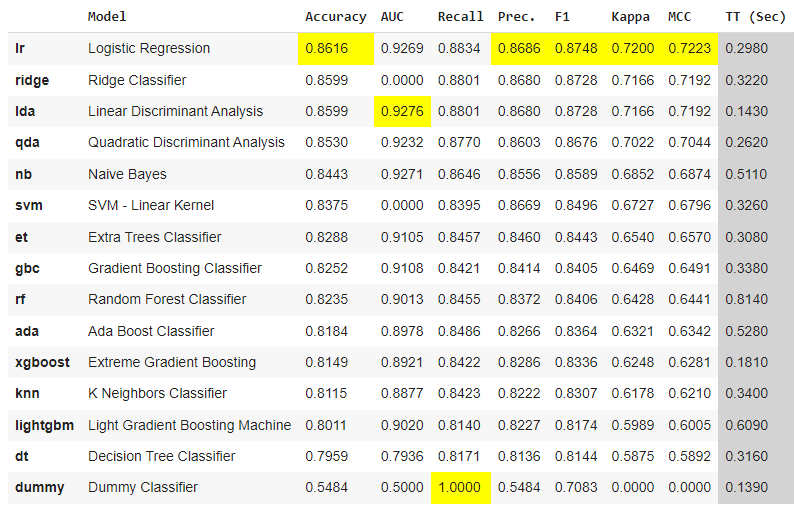 Model Accuracy AUC Recall Prec. F1 Kappa MCC TT (Sec)
lr Logistic Regression 0.8616 0.9269 0.8834 0.8686 0.8748 0.7200 0.7223 0.2980
ridge Ridge Classifier 0.8599 0.0000 0.8801 0.8680 0.8728 0.7166 0.7192 0.3220
lda Linear Discriminant Analysis 0.8599 0.9276 0.8801 0.8680 0.8728 0.7166 0.7192 0.1430
qda Quadratic Discriminant Analysis 0.8530 0.9232 0.8770 0.8603 0.8676 0.7022 0.7044 0.2620
nb Naive Bayes 0.8443 0.9271 0.8646 0.8556 0.8589 0.6852 0.6874 0.5110
svm SVM - Linear Kernel 0.8375 0.0000 0.8395 0.8669 0.8496 0.6727 0.6796 0.3260
et Extra Trees Classifier 0.8288 0.9105 0.8457 0.8460 0.8443 0.6540 0.6570 0.3080
gbc Gradient Boosting Classifier 0.8252 0.9108 0.8421 0.8414 0.8405 0.6469 0.6491 0.3380
rf Random Forest Classifier 0.8235 0.9013 0.8455 0.8372 0.8406 0.6428 0.6441 0.8140
ada Ada Boost Classifier 0.8184 0.8978 0.8486 0.8266 0.8364 0.6321 0.6342 0.5280
xgboost Extreme Gradient Boosting 0.8149 0.8921 0.8422 0.8286 0.8336 0.6248 0.6281 0.1810
knn K Neighbors Classifier 0.8115 0.8877 0.8423 0.8222 0.8307 0.6178 0.6210 0.3400
lightgbm Light Gradient Boosting Machine 0.8011 0.9020 0.8140 0.8227 0.8174 0.5989 0.6005 0.6090
dt Decision Tree Classifier 0.7959 0.7936 0.8171 0.8136 0.8144 0.5875 0.5892 0.3160
dummy Dummy Classifier 0.5484 0.5000 1.0000 0.5484 0.7083 0.0000 0.0000 0.1390